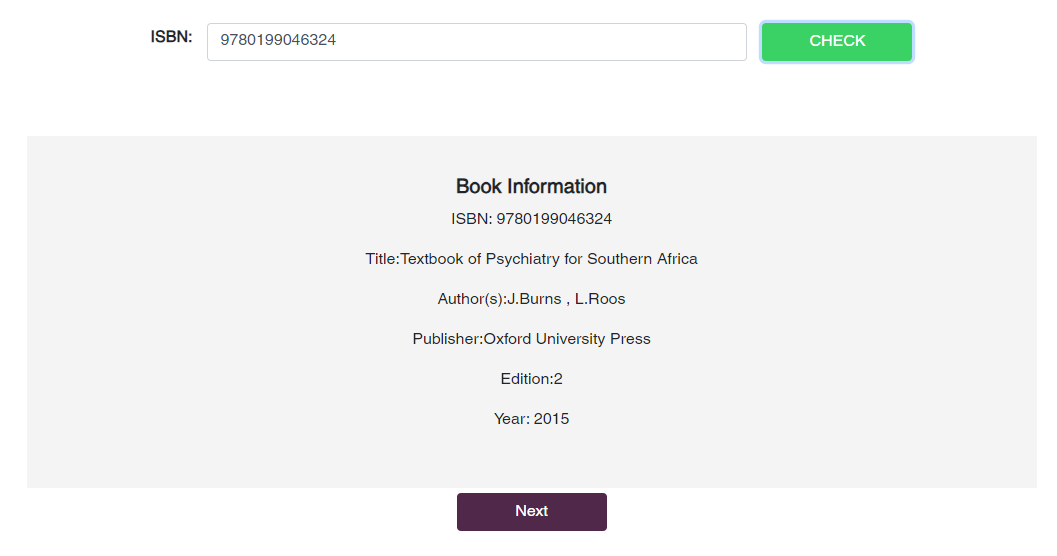 ISBN: 9780199046324 CHECK
Book Information
ISBN: 9780199046324
Title:Textbook of Psychiatry for Southern Africa
Author(s):J.Burns , L.Roos
Publisher:Oxford University Press
Edition:2
Year: 2015
Next